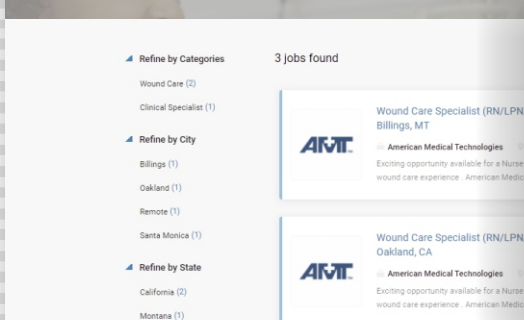 Refine by Categories
Wound Care (2)
Clinical Specialist (1)
Refine by City
Billings (1)
Oakland (1)
Remote (1)
Santa Monica (1)
Refine by State
California (2)
Montana (1)
3 jobs found
AMT
Wound Care Specialist (RN/LPN
Billings, MT
American Medical Technologies
Exciting opportunity available for a Nurse
wound care experience . American Medic
AMT
Wound Care Specialist (RN/LPN
Oakland, CA
American Medical Technologies
Exciting opportunity available for a Nurse
wound care experience . American Medic